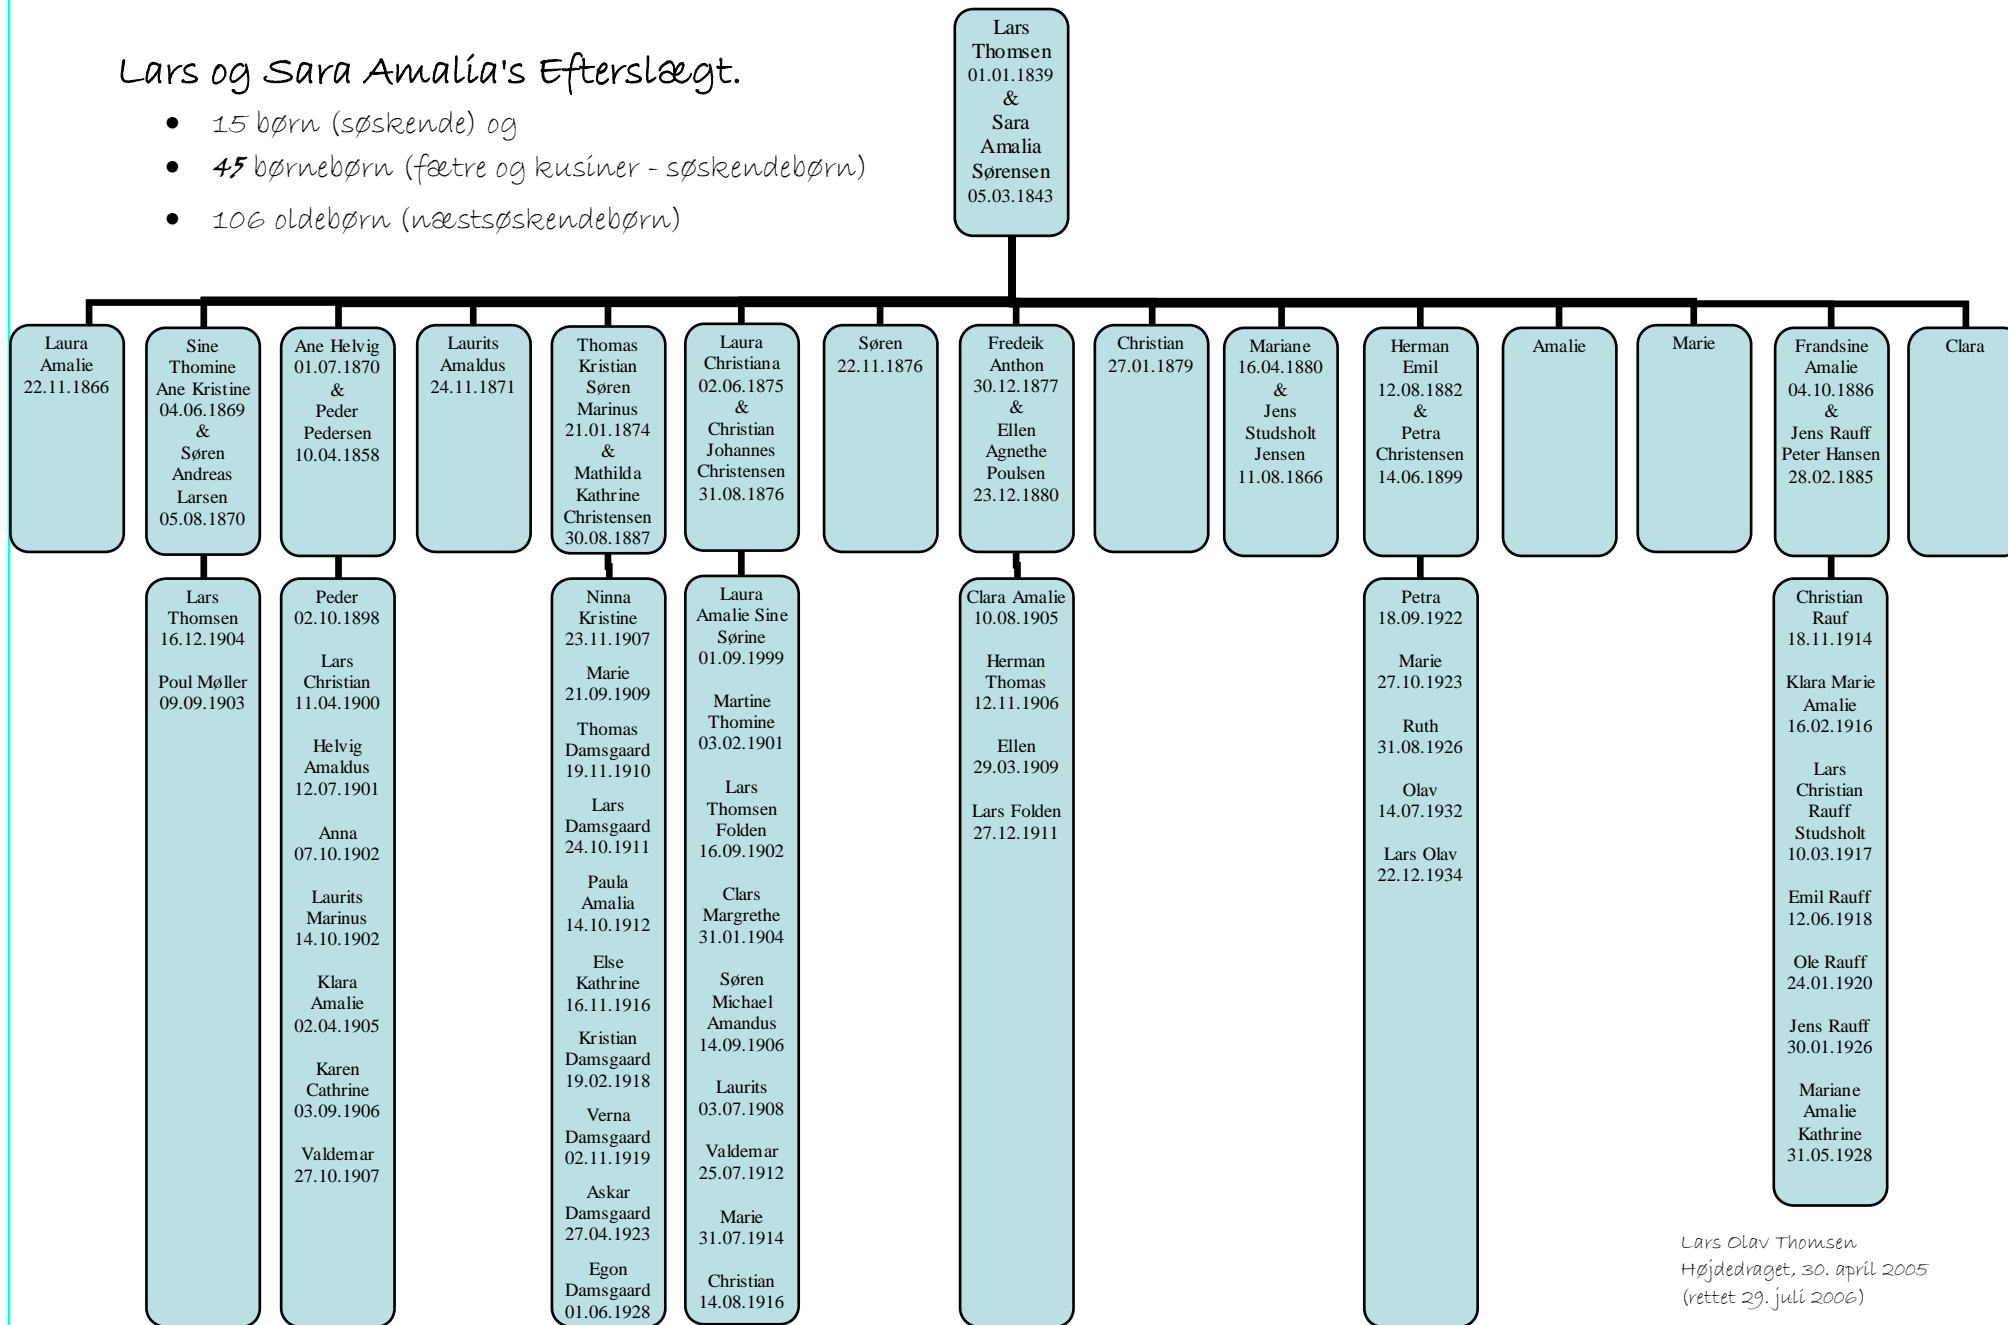 Lars og Sara Amalia's Efterslægt.
• 15 børn (søskende) og
• 45 børnebørn (fætre og kusiner - søskendebørn)
• 106 oldebørn (næstsøskendebørn)
Lars
Thomsen
01.01.1839
&
Sara
Amalia
Sørensen
05.03.1843
Laura
Amalie
22.11.1866
Sine
Thomine
Ane Kristine
04.06.1869
&
Søren
Andreas
Larsen
05.08.1870
Ane Helvig
01.07.1870
&
Peder
Pedersen
10.04.1858
Laurits
Amaldus
24.11.1871
Thomas
Kristian
Søren
Marinus
21.01.1874
&
Mathilda
Kathrine
Christensen
30.08.1887
Laura
Christiana
02.06.1875
&
Christian
Johannes
Christensen
31.08.1876
Søren
22.11.1876
Fredeik
Anthon
30.12.1877
&
Ellen
Agnethe
Poulsen
23.12.1880
Christian
27.01.1879
Mariane
16.04.1880
&
Jens
Studsholt
Jensen
11.08.1866
Herman
Emil
12.08.1882
&
Petra
Christensen
14.06.1899
Amalie
Marie
Frandsine
Amalie
04.10.1886
&
Jens Rauff
Peter Hansen
28.02.1885
Clara
Lars
Thomsen
16.12.1904
Poul Møller
09.09.1903
Peder
02.10.1898
Lars
Christian
11.04.1900
Helvig
Amaldus
12.07.1901
Anna
07.10.1902
Laurits
Marinus
14.10.1902
Klara
Amalie
02.04.1905
Karen
Cathrine
03.09.1906
Valdemar
27.10.1907
Ninna
Kristine
23.11.1907
Marie
21.09.1909
Thomas
Damsgaard
19.11.1910
Lars
Damsgaard
24.10.1911
Paula
Amalia
14.10.1912
Else
Kathrine
16.11.1916
Kristian
Damsgaard
19.02.1918
Verna
Damsgaard
02.11.1919
Askar
Damsgaard
27.04.1923
Egon
Damsgaard
01.06.1928
Laura
Amalie Sine
Sørine
01.09.1999
Martine
Thomine
03.02.1901
Lars
Thomsen
Folden
16.09.1902
Clars
Margrethe
31.01.1904
Søren
Michael
Amandus
14.09.1906
Laurits
03.07.1908
Valdemar
25.07.1912
Marie
31.07.1914
Christian
14.08.1916
Clara Amalie
10.08.1905
Herman
Thomas
12.11.1906
Ellen
29.03.1909
Lars Folden
27.12.1911
Petra
18.09.1922
Marie
27.10.1923
Ruth
31.08.1926
Olav
14.07.1932
Lars Olav
22.12.1934
Christian
Rauf
18.11.1914
Klara Marie
Amalie
16.02.1916
Lars
Christian
Rauff
Studsholt
10.03.1917
Emil Rauff
12.06.1918
Ole Rauff
24.01.1920
Jens Rauff
30.01.1926
Mariane
Amalie
Kathrine
31.05.1928
Lars Olav Thomsen
Højdedraget, 30. april 2005
(rettet 29. juli 2006)